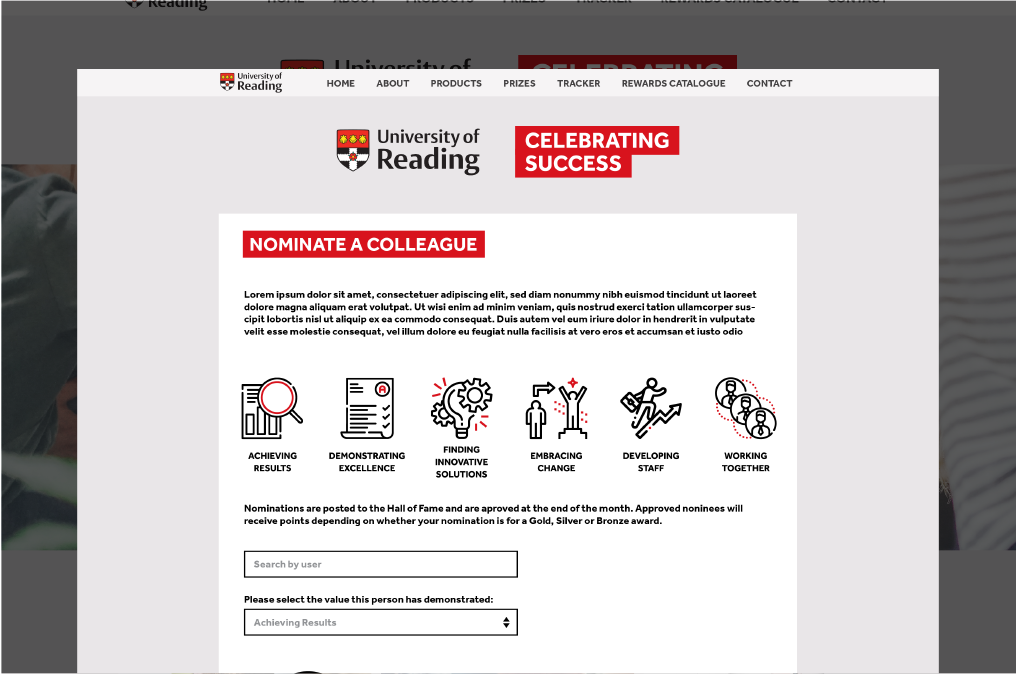 Reading
HOME ABOUT PRODUCTS PRIZES TRACKER REWARDS CATALOGUE CONTACT
University of
CELEBRATING
University of
Reading
HOME ABOUT PRODUCTS PRIZES TRACKER REWARDS CATALOGUE CONTACT
University of
Reading
CELEBRATING
SUCCESS
NOMINATE A COLLEAGUE
Lorem ipsum dolor sit amet, consectetuer adipiscing elit, sed diam nonummy nibh euismod tincidunt ut laoreet
dolore magna aliquam erat volutpat. Ut wisi enim ad minim veniam, quis nostrud exerci tation ullamcorper sus-
cipit lobortis nisl ut aliquip ex ea commodo consequat. Duis autem vel eum iriure dolor in hendrerit in vulputate
velit esse molestie consequat, vel illum dolore eu feugiat nulla facilisis at vero eros et accumsan et iusto odio
A
ACHIEVING
RESULTS
DEMONSTRATING
EXCELLENCE
FINDING
INNOVATIVE
SOLUTIONS
EMBRACING
CHANGE
DEVELOPING
STAFF
WORKING
TOGETHER
Nominations are posted to the Hall of Fame and are aproved at the end of the month. Approved noninees will
receive points depending on whether your nomination is for a Gold, Silver or Bronze award.
Search by user
Please select the value this person has demonstrated:
Achieving Results